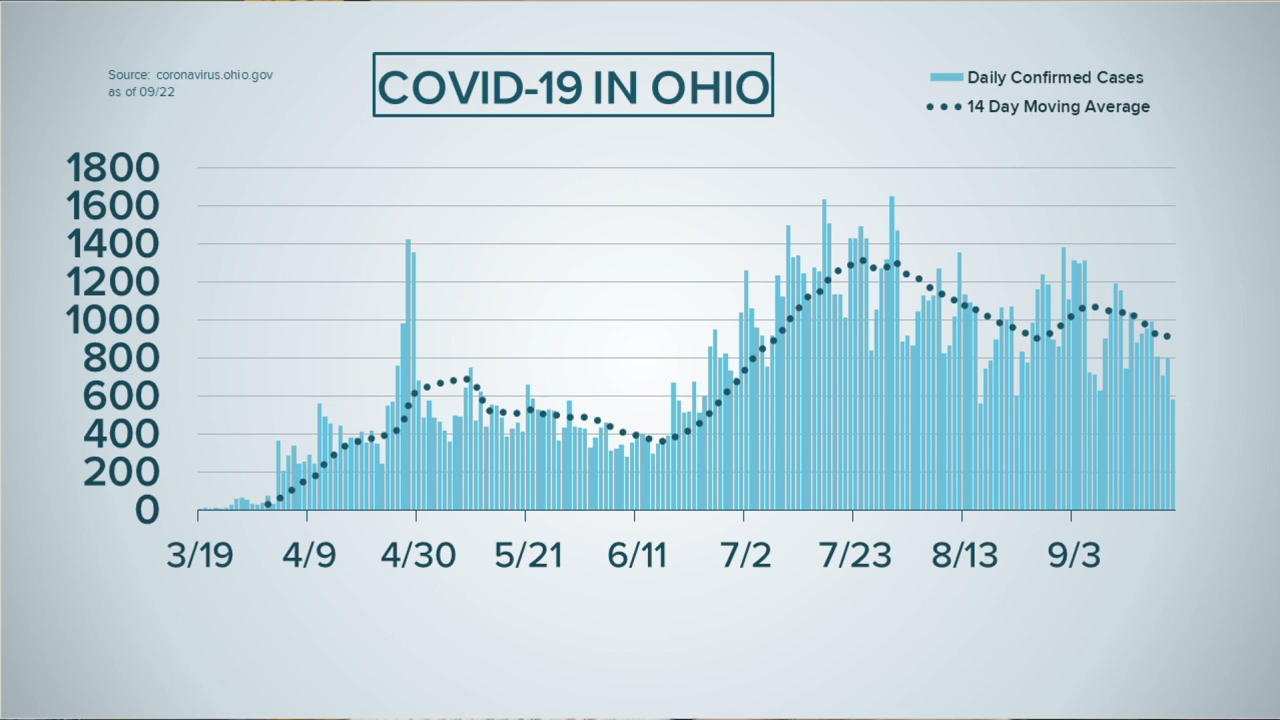 Source: coronavirus.ohio.gov
as of 09/22
COVID-19 IN OHIO
Daily Confirmed Cases
14 Day Moving Average
1800
1600
1400
1200
1000
800
600
400
200
0
3/19 4/9 4/30 5/21 6/11 7/2 7/23 8/13 9/3